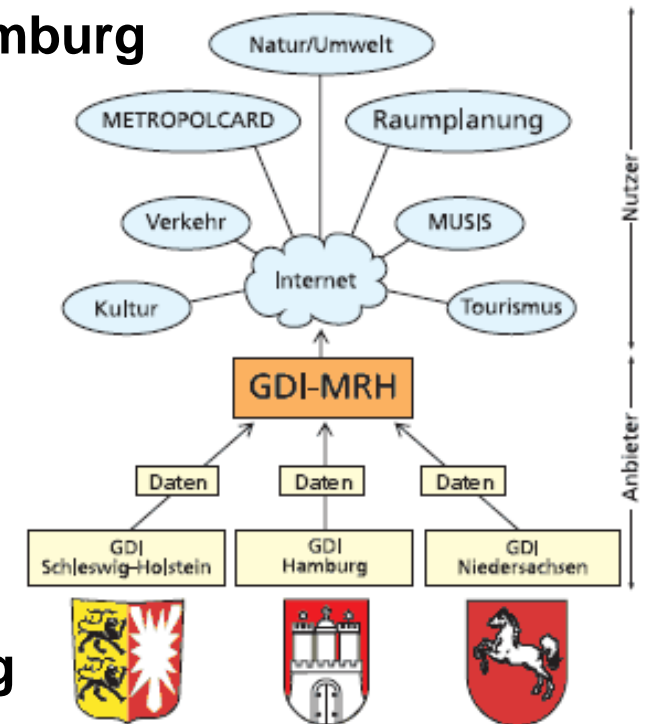 mburg
Natur/Umwelt
METROPOLCARD
Raumplanung
Verkehr
MUSIS
Internet
Kultur
Tourismus
Nutzer
GDI-MRH
Anbieter
Daten
Daten
Daten
GDI
Schleswig-Holstein
GDI
Hamburg
GDI
Niedersachsen
g